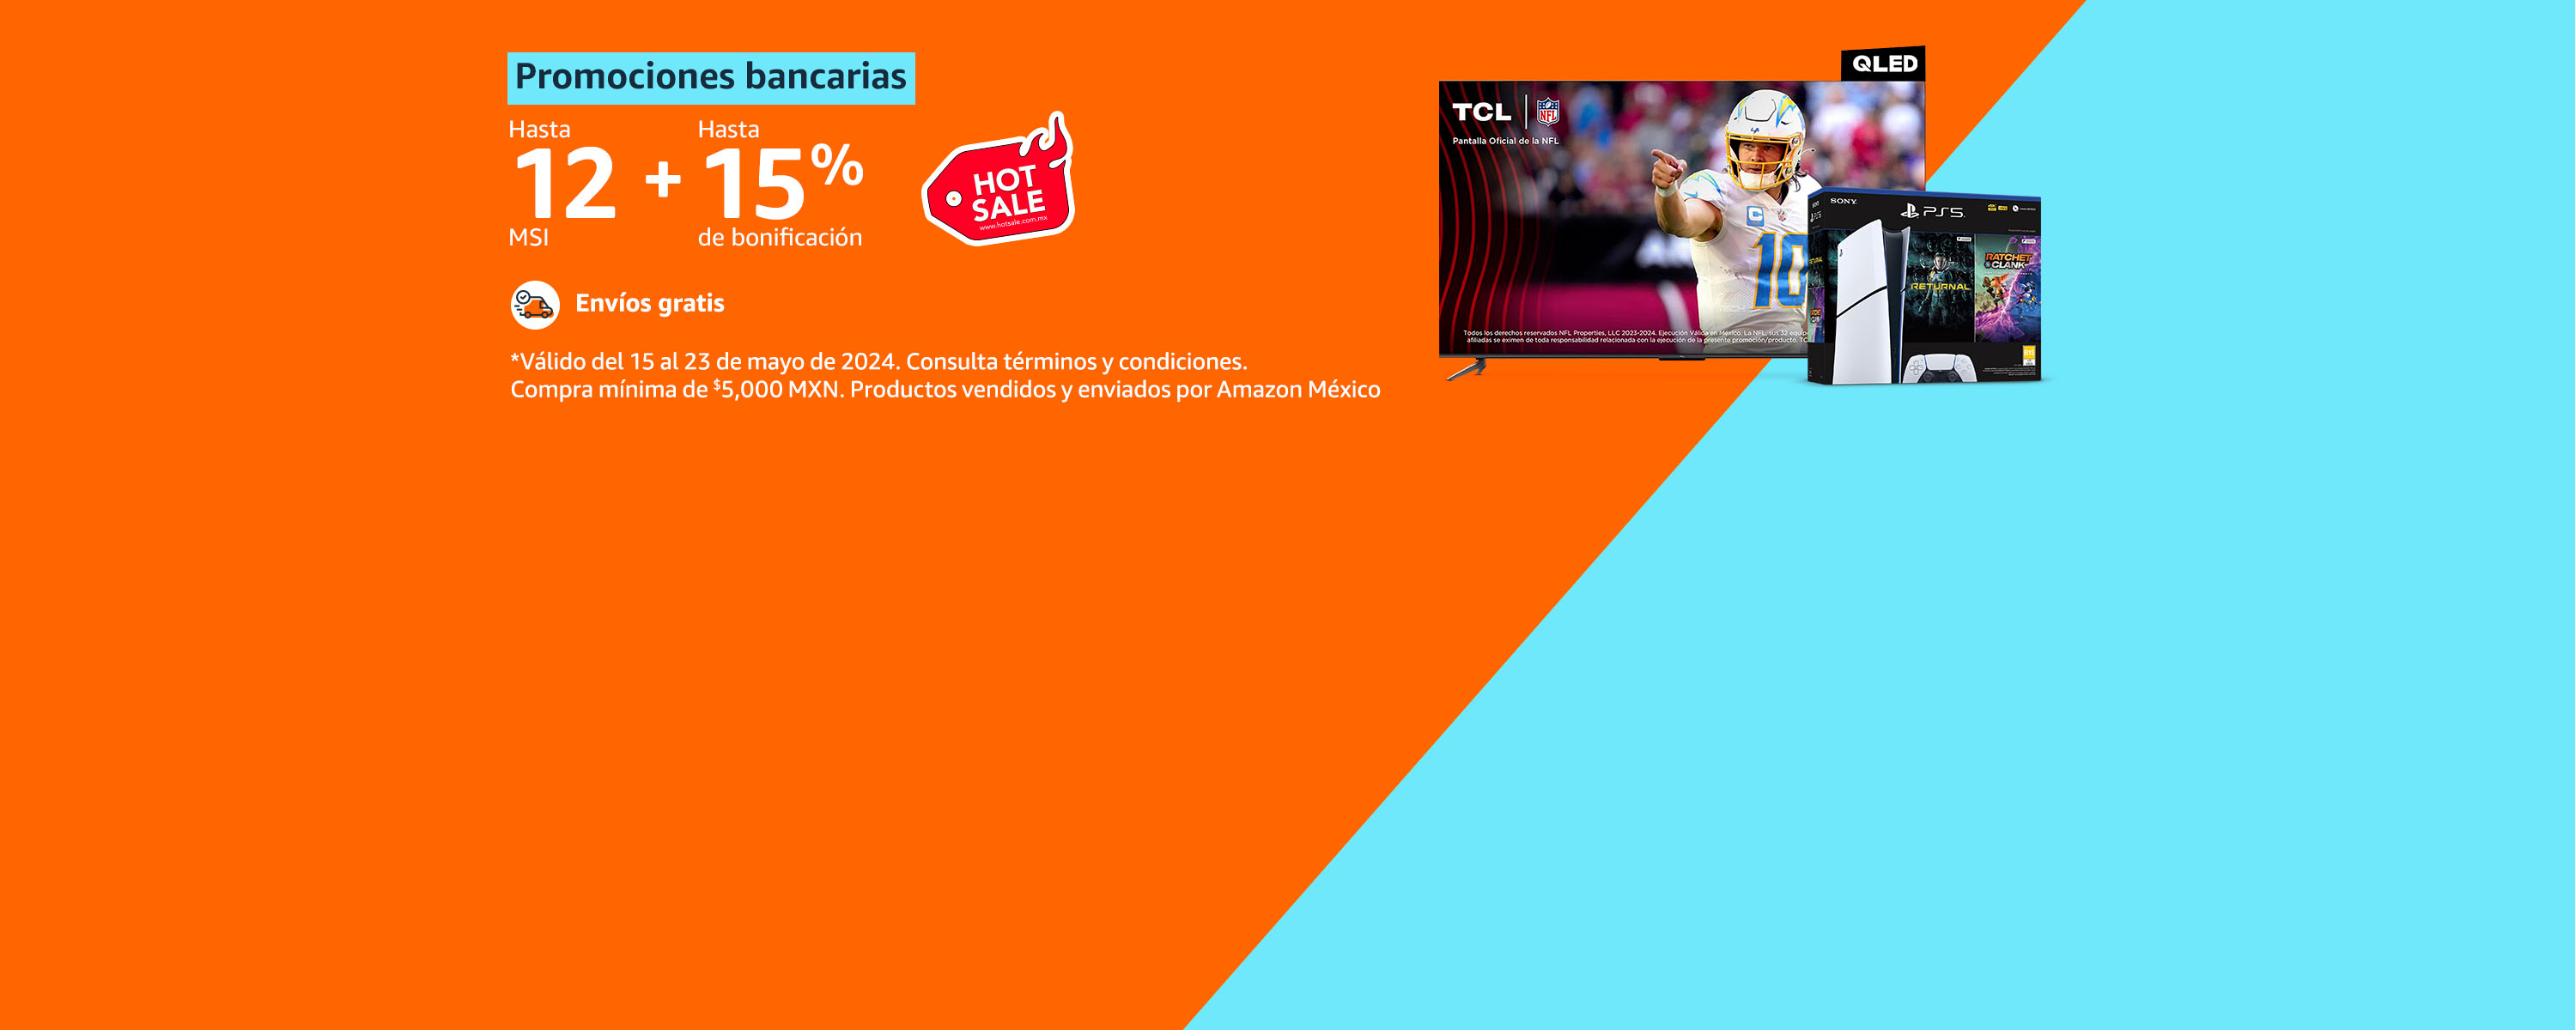 Promociones bancarias
Hasta
12
MSI
+
Hasta
15%
de bonificación
HOT
SALE
www.hotsale.com.mx
Envíos gratis
*Válido del 15 al 23 de mayo de 2024. Consulta términos y condiciones.
Compra mínima de $5,000 MXN. Productos vendidos y enviados por Amazon México
QLED
TCL
NFL
Pantalla Oficial de la NFL
C
10
Todos los derechos reservados NFL Properties, LLC 2023-2024. Ejecución Válida en México. La NFL, sus 32 equip
afiliadas se eximen de toda responsabilidad relacionada con la ejecución de la presente promoción/producto. TC
SONY
PS5
RETURNAL
RATCHET
CLANK